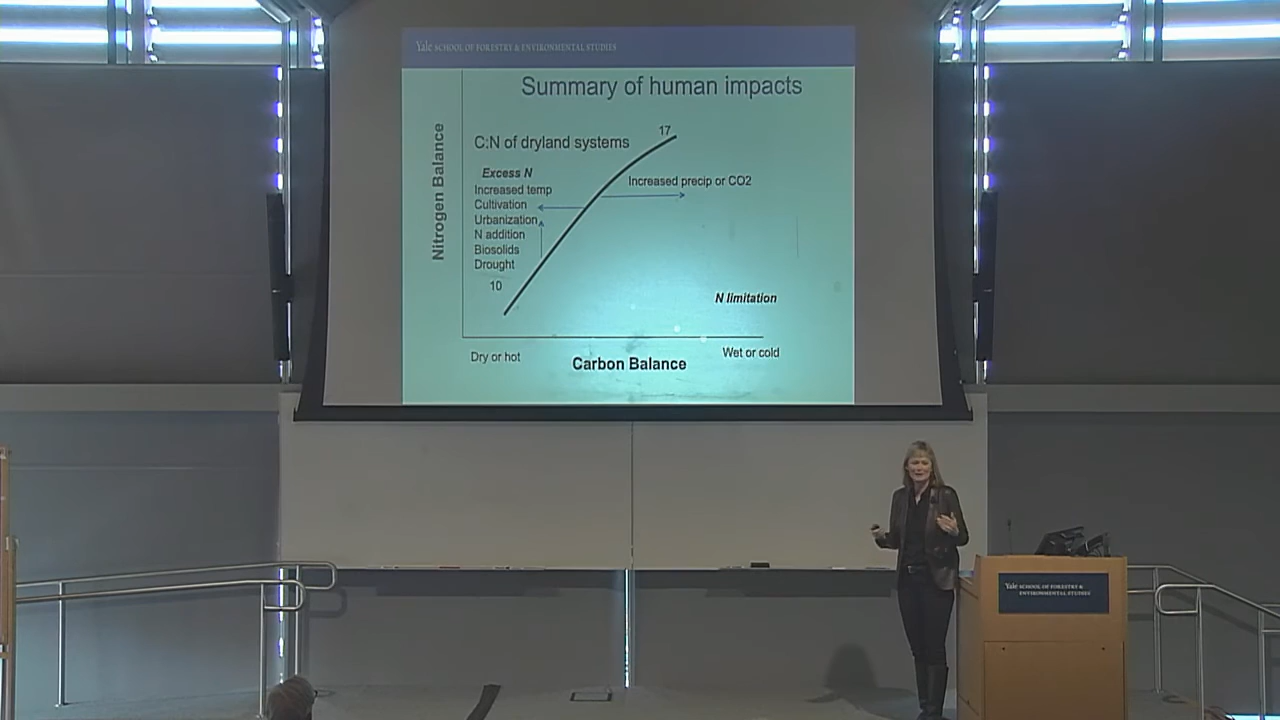 Yale SCHOOL OF FORESTRY & ENVIRONMENTAL STUDIES
Summary of human impacts
Nitrogen Balance
17
C:N of dryland systems
Excess N
Increased temp
Cultivation
Urbanization
N addition
Biosolids
Drought
10
Increased precip or CO2
N limitation
Dry or hot
Carbon Balance
Wet or cold
Yale SCHOOL OF FORESTRY &
ENVIRONMENTAL STUDIES